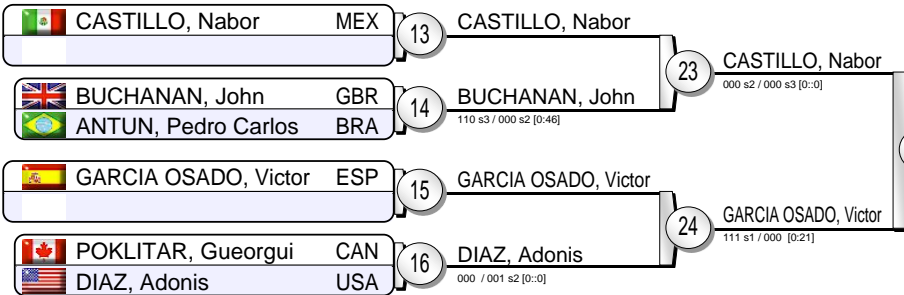 CASTILLO, Nabor MEX
13
CASTILLO, Nabor
23
CASTILLO, Nabor
000 s2 / 000 s3 [0::0]
BUCHANAN, John GBR
14
BUCHANAN, John
110 s3 / 000 s2 [0:46]
ANTUN, Pedro Carlos BRA
GARCIA OSADO, Victor ESP
15
GARCIA OSADO, Victor
24
GARCIA OSADO, Victor
111 s1 / 000 [0:21]
POKLITAR, Gueorgui CAN
16
DIAZ, Adonis
000 / 001 s2 [0::0]
DIAZ, Adonis USA